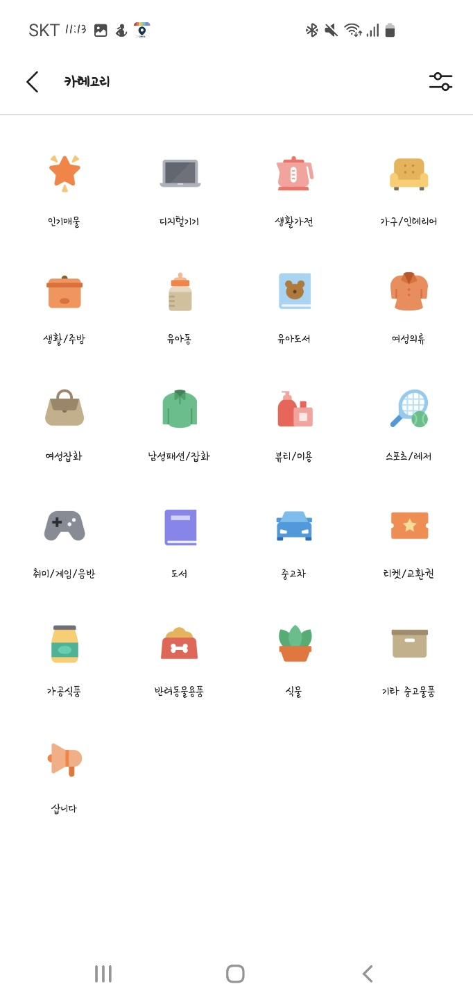 SKT 11:13
카테고리
인기매물 디지털기기 생활가전 가구/인테리어
생활/주방 유아동 유아도서 여성의류
여성잡화 남성패션/잡화 뷰티/미용 스포츠/레저
취미/게임/음반 도서 중고차 티켓/교환권
가공식품 반려동물용품 식물 기타 중고물품
삽니다